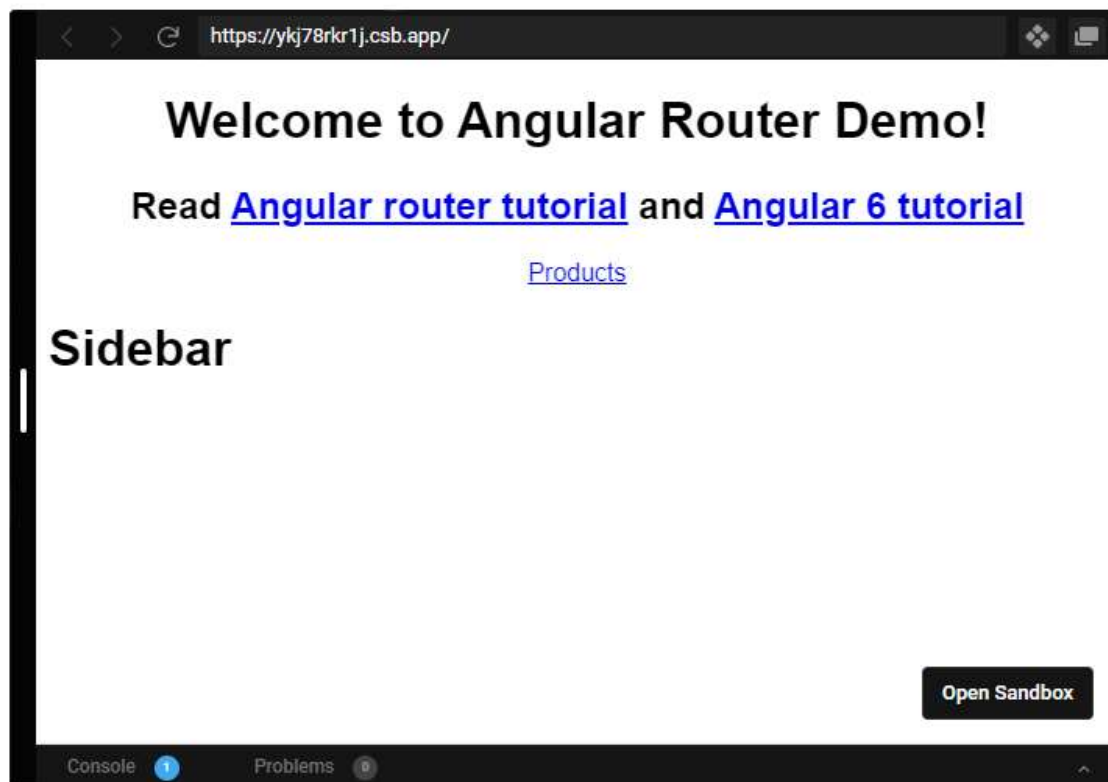 https://ykj78rkr1j.csb.app/
Welcome to Angular Router Demo!
Read Angular router tutorial and Angular 6 tutorial
Products
Sidebar
Open Sandbox
Console 1 Problems 0